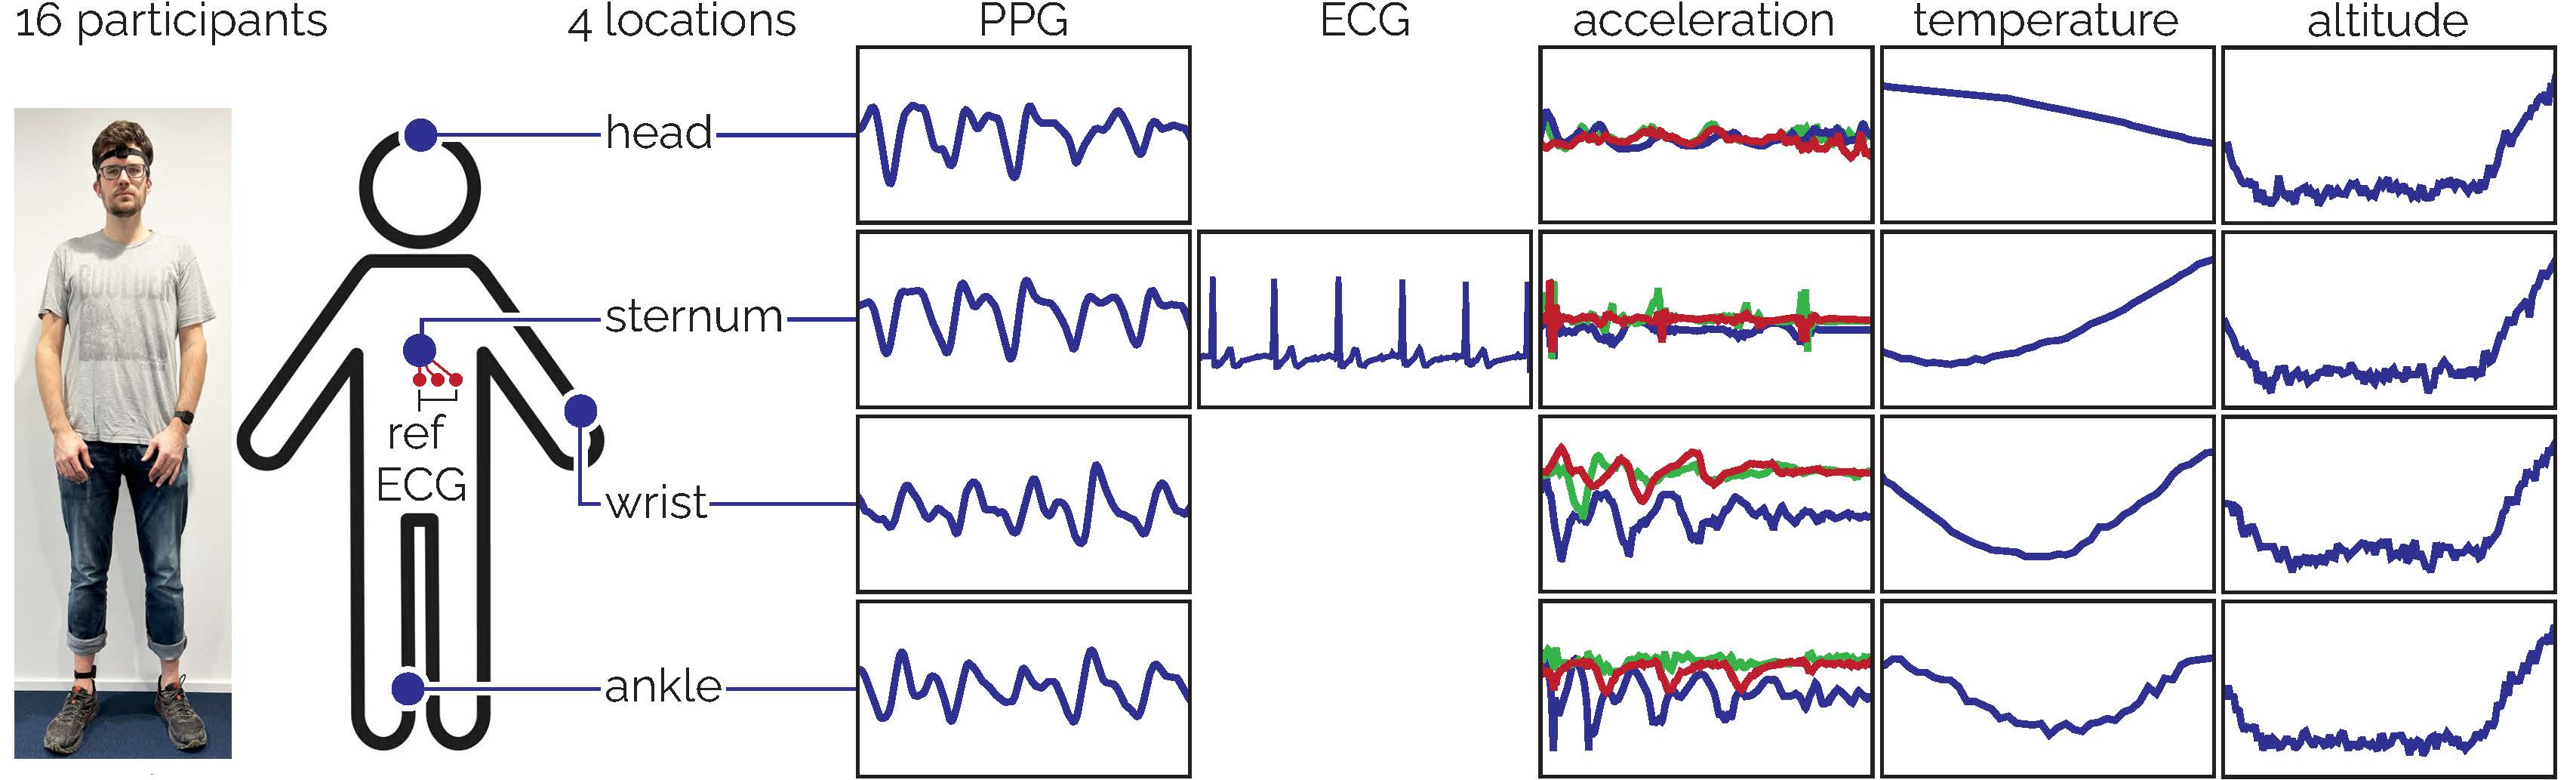 16 participants
4 locations
PPG
ECG
acceleration
temperature
altitude
head
sternum
ref
ECG
wrist
ankle